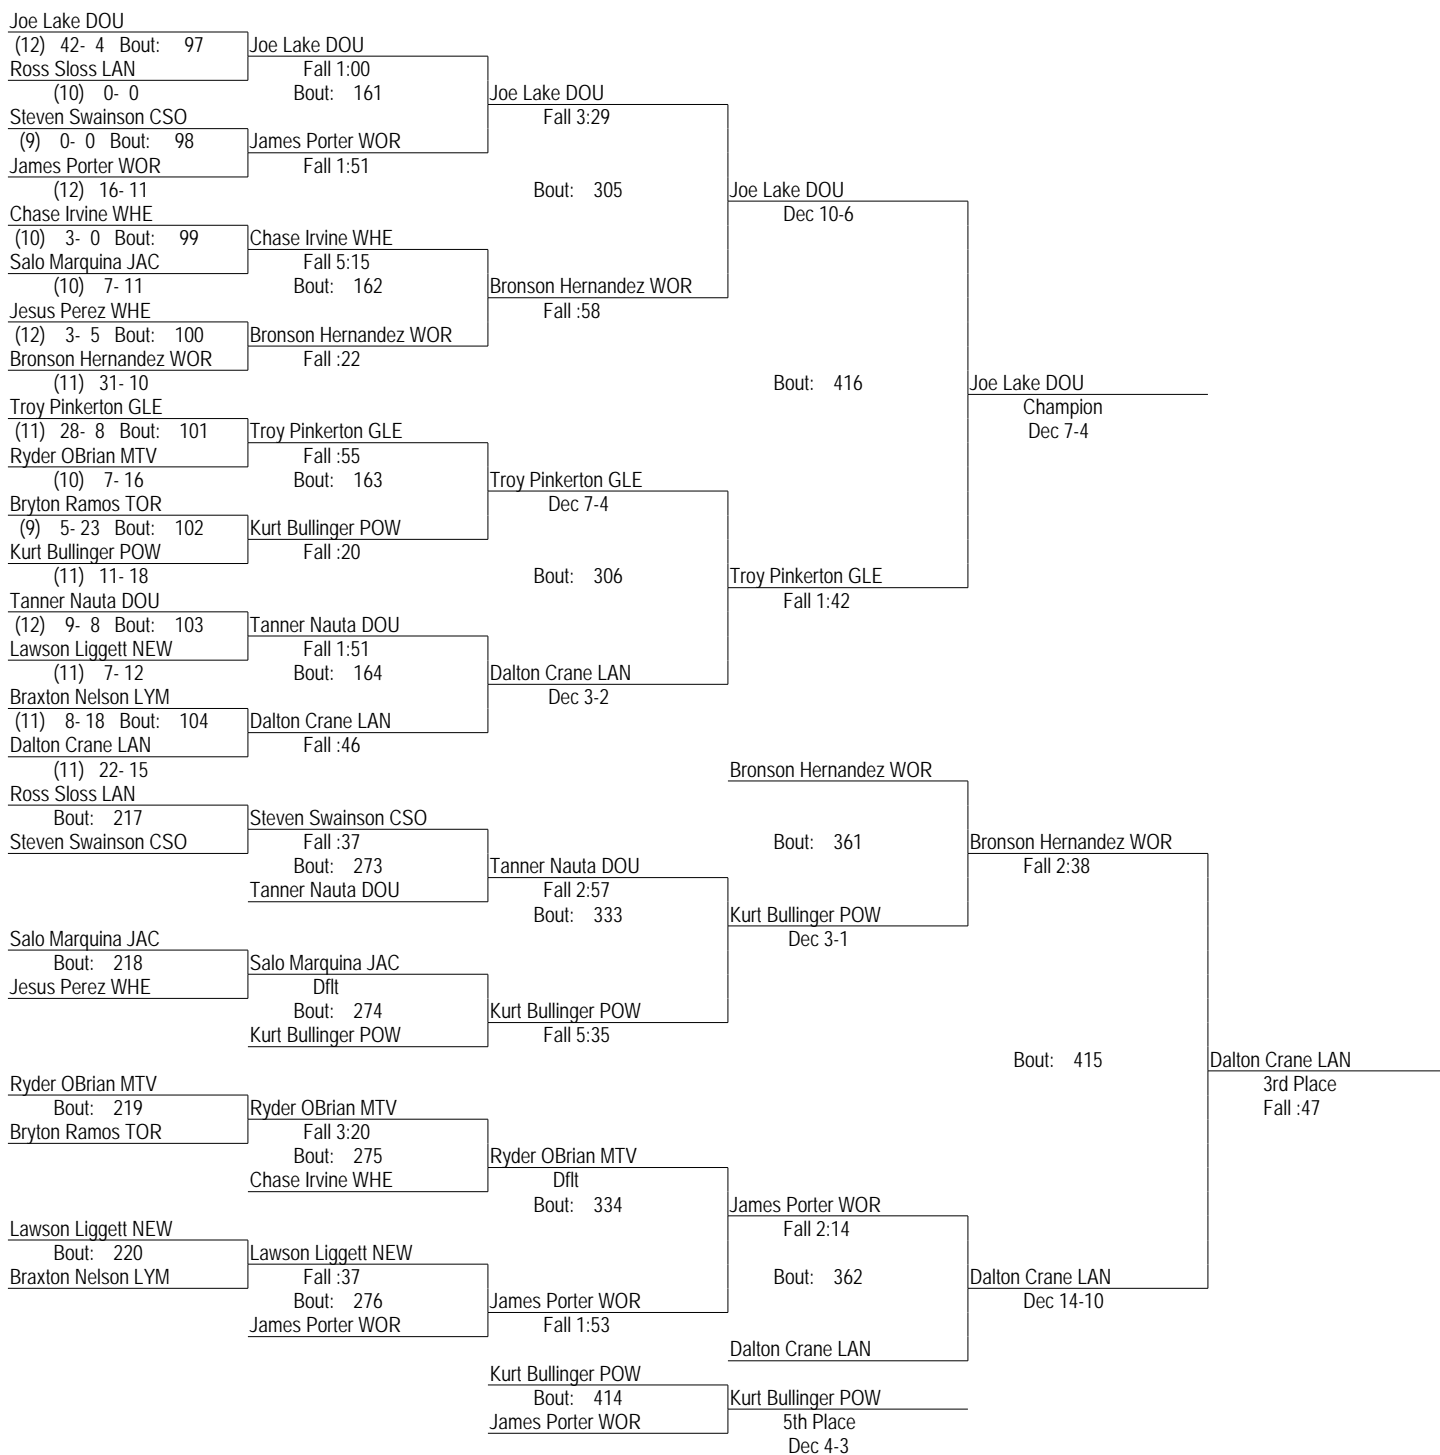 Joe Lake DOU
(12) 42- 4 Bout: 97
Ross Sloss LAN
(10) 0- 0
Steven Swainson CSO
(9) 0- 0 Bout: 98
James Porter WOR
(12) 16- 11
Chase Irvine WHE
(10) 3- 0 Bout: 99
Salo Marquina JAC
(10) 7- 11
Jesus Perez WHE
(12) 3- 5 Bout: 100
Bronson Hernandez WOR
(11) 31- 10
Troy Pinkerton GLE
(11) 28- 8 Bout: 101
Ryder OBrian MTV
(10) 7- 16
Bryton Ramos TOR
(9) 5- 23 Bout: 102
Kurt Bullinger POW
(11) 11- 18
Tanner Nauta DOU
(12) 9- 8 Bout: 103
Lawson Liggett NEW
(11) 7- 12
Braxton Nelson LYM
(11) 8- 18 Bout: 104
Dalton Crane LAN
(11) 22- 15
Joe Lake DOU
Fall 1:00
Bout: 161
James Porter WOR
Fall 1:51
Chase Irvine WHE
Fall 5:15
Bout: 162
Bronson Hernandez WOR
Fall :22
Troy Pinkerton GLE
Fall :55
Bout: 163
Kurt Bullinger POW
Fall :20
Tanner Nauta DOU
Fall 1:51
Bout: 164
Dalton Crane LAN
Fall :46
Joe Lake DOU
Fall 3:29
Bout: 305
Bronson Hernandez WOR
Fall :58
Troy Pinkerton GLE
Dec 7-4
Bout: 306
Dalton Crane LAN
Dec 3-2
Joe Lake DOU
Dec 10-6
Bout: 416
Troy Pinkerton GLE
Fall 1:42
Joe Lake DOU
Champion
Dec 7-4
Ross Sloss LAN
Bout: 217
Steven Swainson CSO
Salo Marquina JAC
Bout: 218
Jesus Perez WHE
Ryder OBrian MTV
Bout: 219
Bryton Ramos TOR
Lawson Liggett NEW
Bout: 220
Braxton Nelson LYM
Steven Swainson CSO
Fall :37
Bout: 273
Tanner Nauta DOU
Salo Marquina JAC
Dflt
Bout: 274
Kurt Bullinger POW
Ryder OBrian MTV
Fall 3:20
Bout: 275
Chase Irvine WHE
Lawson Liggett NEW
Fall :37
Bout: 276
James Porter WOR
Tanner Nauta DOU
Fall 2:57
Bout: 333
Kurt Bullinger POW
Fall 5:35
Ryder OBrian MTV
Dflt
Bout: 334
James Porter WOR
Fall 1:53
Bronson Hernandez WOR
Bout: 361
Kurt Bullinger POW
Dec 3-1
James Porter WOR
Fall 2:14
Bout: 362
Dalton Crane LAN
Bronson Hernandez WOR
Fall 2:38
Bout: 415
Dalton Crane LAN
Dec 14-10
Dalton Crane LAN
3rd Place
Fall :47
Kurt Bullinger POW
Bout: 414
James Porter WOR
Kurt Bullinger POW
5th Place
Dec 4-3